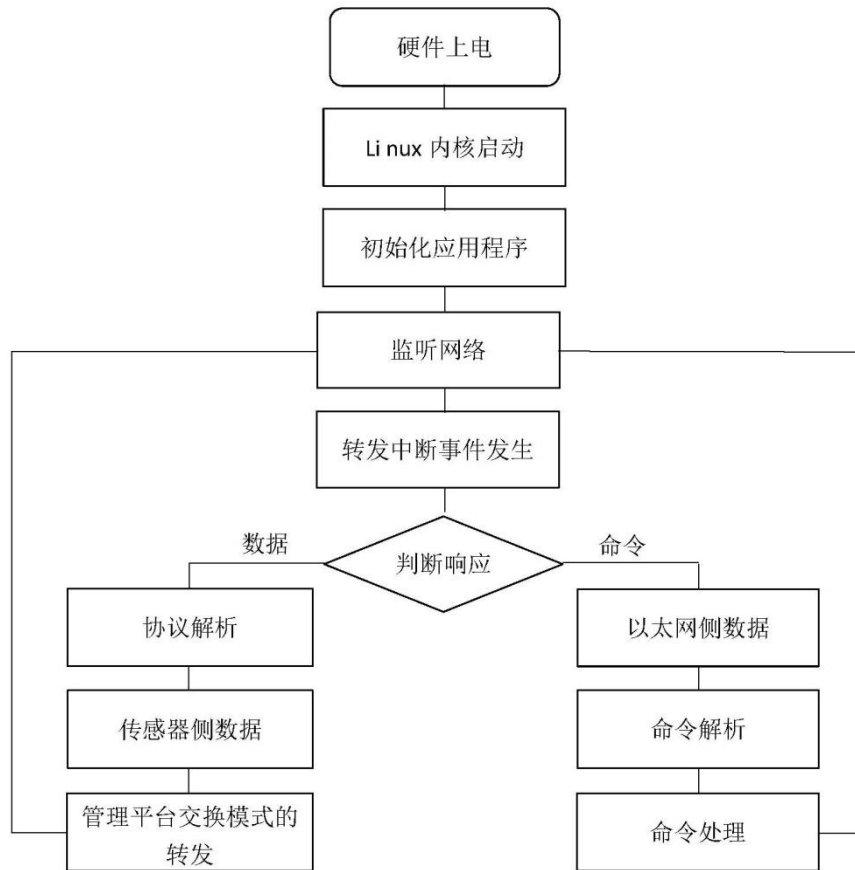 硬件上电
Linux 内核启动
初始化应用程序
监听网络
转发中断事件发生
数据
判断响应
命令
协议解析
以太网侧数据
传感器侧数据
命令解析
管理平台交换模式的
转发
命令处理